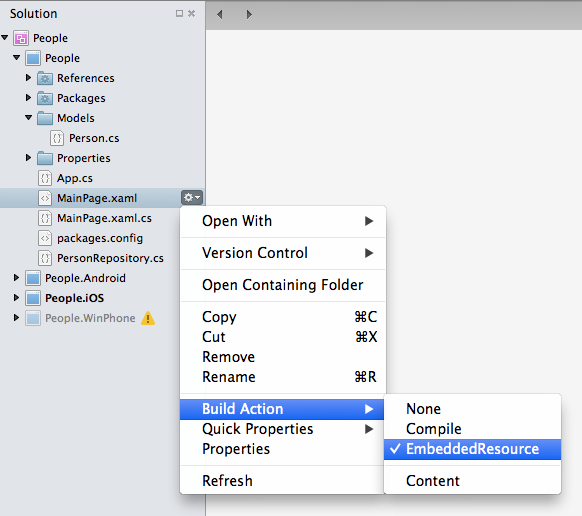 Solution
People
People
References
Packages
Models
Person.cs
Properties
App.cs
MainPage.xaml
MainPage.xaml.cs
packages.config
PersonRepository.cs
People.Android
People.iOS
People.WinPhone
Open With
Version Control
Open Containing Folder
Copy ⌘C
Cut ⌘X
Remove
Rename ⌘R
Build Action
Quick Properties
Properties
Refresh
None
Compile
EmbeddedResource
Content